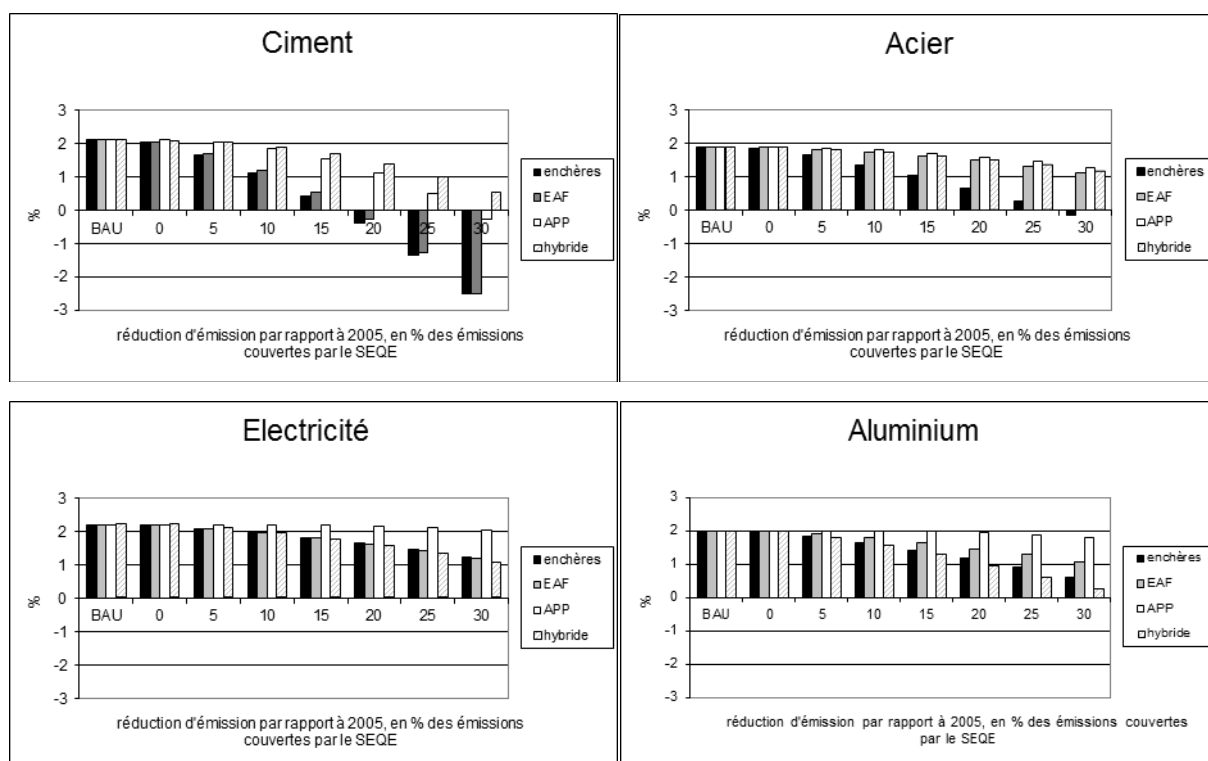 Ciment
3
2
1
0
-1
-2
-3
%
BAU 0 5 10 15 20 25 30
enchères
EAF
APP
hybride
réduction d'émission par rapport à 2005, en % des émissions
couvertes par le SEQE
Acier
3
2
1
0
-1
-2
-3
%
BAU 0 5 10 15 20 25 30
enchères
EAF
APP
hybride
réduction d'émission par rapport à 2005, en % des émissions
couvertes par le SEQE
Electricité
3
2
1
0
-1
-2
-3
%
BAU 0 5 10 15 20 25 30
enchères
EAF
APP
hybride
réduction d'émission par rapport à 2005, en % des émissions
couvertes par le SEQE
Aluminium
3
2
1
0
-1
-2
-3
%
BAU 0 5 10 15 20 25 30
enchères
EAF
APP
hybride
réduction d'émission par rapport à 2005, en % des émissions couvertes
par le SEQE